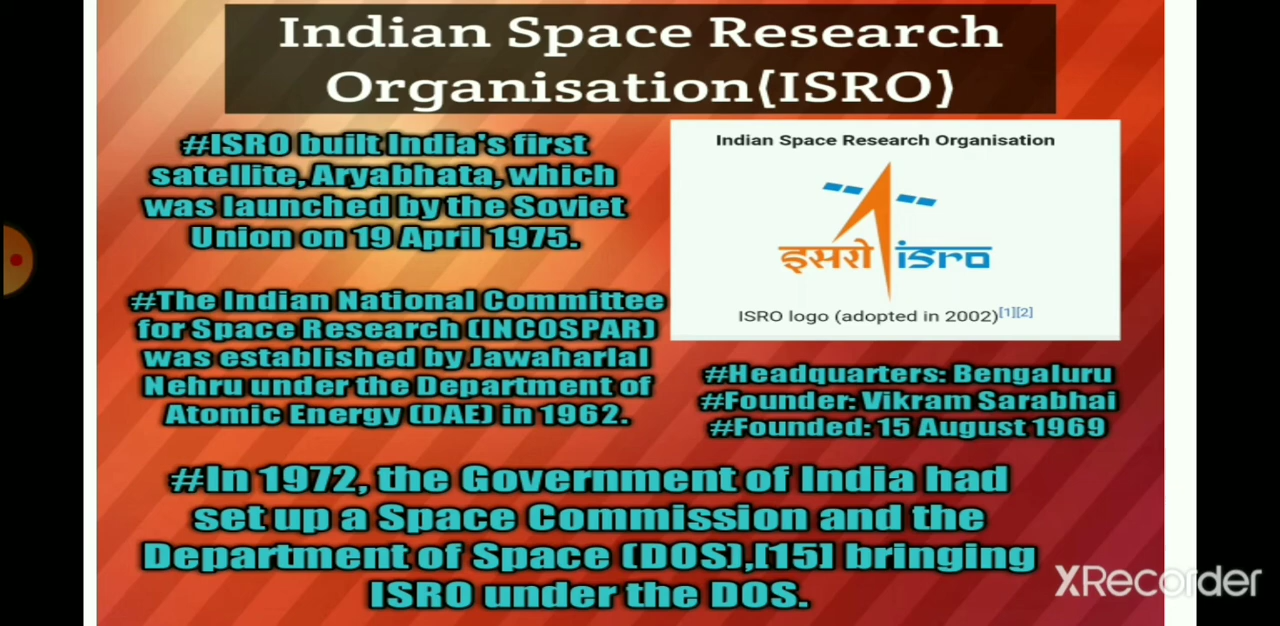 Indian Space Research
Organisation(ISRO)
#ISRO built India's first
satellite, Aryabhata, which
was launched by the Soviet
Union on 19 April 1975.
#The Indian National Committee
for Space Research (INCOSPAR)
was established by Jawaharlal
Nehru under the Department of
Atomic Energy (DAE) in 1962.
Indian Space Research Organisation
इसरो isro
ISRO logo (adopted in 2002)[1][2]
#Headquarters: Bengaluru
#Founder: Vikram Sarabhai
#Founded: 15 August 1969
#In 1972, the Government of India had
set up a Space Commission and the
Department of Space (DOS),[15] bringing
ISRO under the DOS.
XRecorder